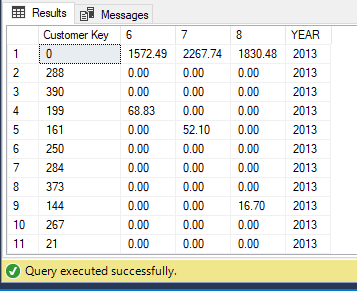 Results Messages
Customer Key 6 7 8 YEAR
1 0 1572.49 2267.74 1830.48 2013
2 288 0.00 0.00 0.00 2013
3 390 0.00 0.00 0.00 2013
4 199 68.83 0.00 0.00 2013
5 161 0.00 52.10 0.00 2013
6 250 0.00 0.00 0.00 2013
7 284 0.00 0.00 0.00 2013
8 373 0.00 0.00 0.00 2013
9 144 0.00 0.00 16.70 2013
10 267 0.00 0.00 0.00 2013
11 21 0.00 0.00 0.00 2013
Query executed successfully.